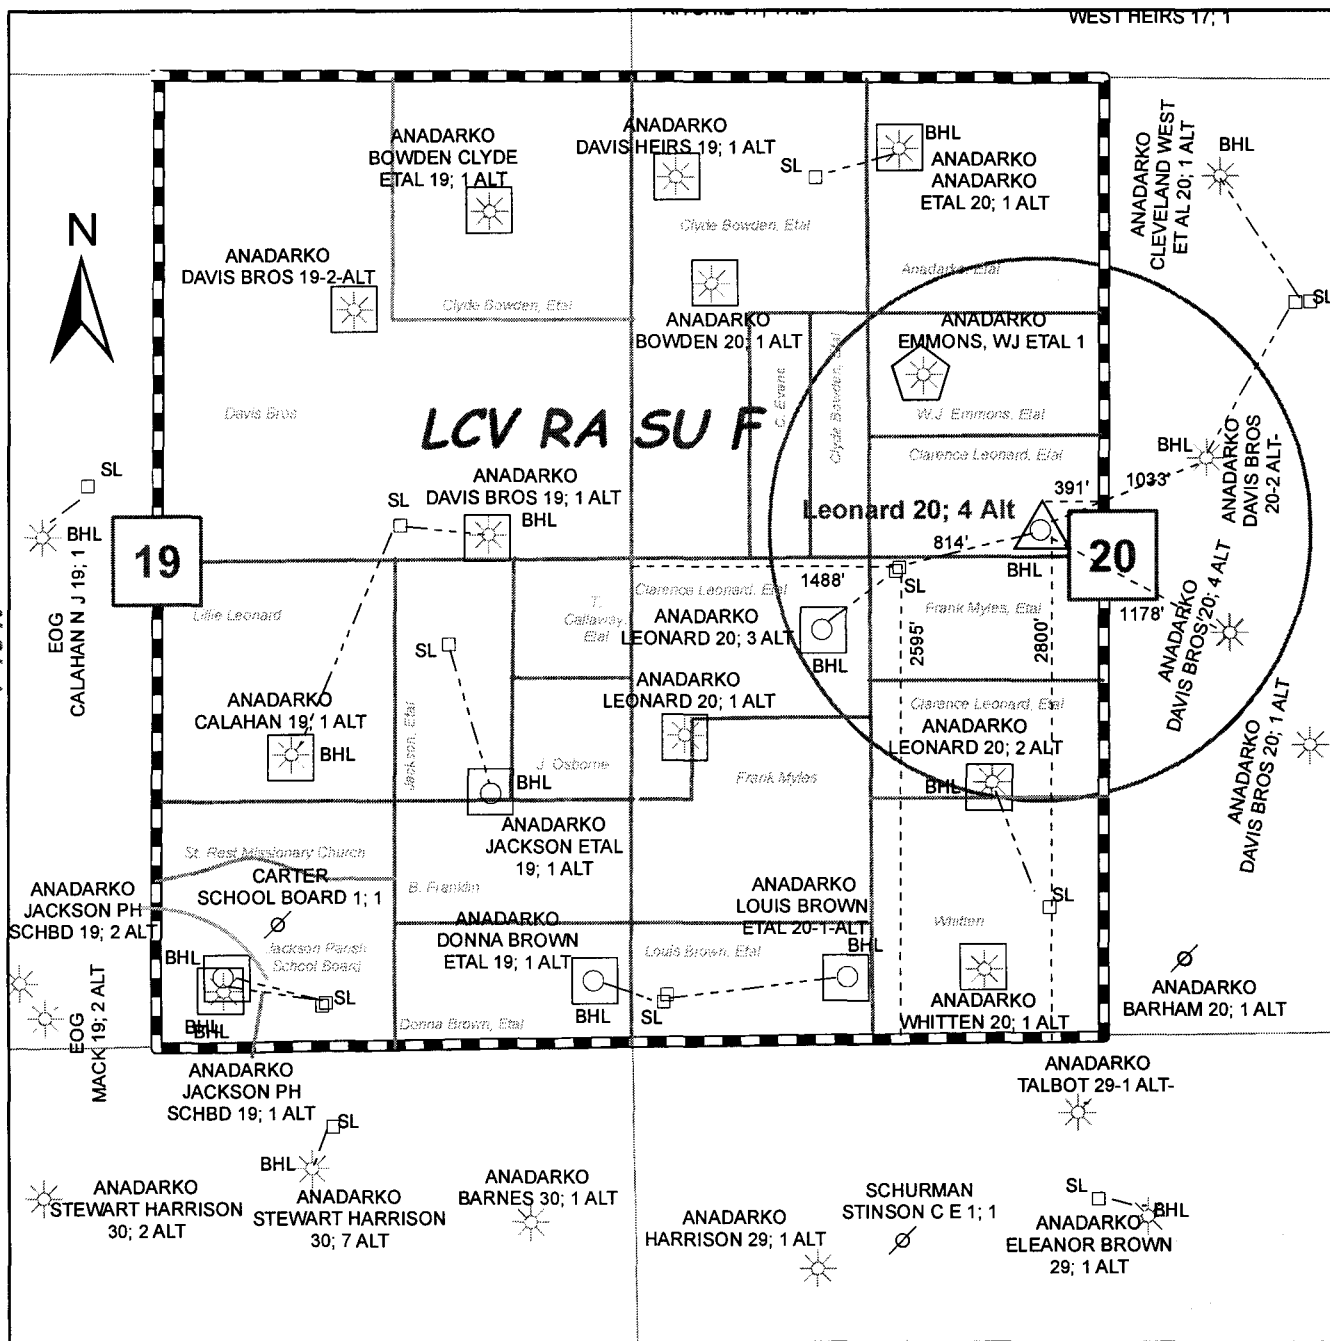 WEST HEIRS 17; 1
N
ANADARKO
BOWDEN CLYDE
ETAL 19; 1 ALT
ANADARKO
DAVIS HEIRS 19; 1 ALT
SL
BHL
ANADARKO
ANADARKO
ETAL 20; 1 ALT
ANADARKO
CLEVELAND WEST
ET AL 20; 1 ALT
BHL
SL
ANADARKO
DAVIS BROS 19-2-ALT
Clyde Bowden, Etal
Clyde Bowden, Etal
Anadarko, Etal
ANADARKO
BOWDEN 20; 1 ALT
ANADARKO
EMMONS, WJ ETAL 1
C. Evans
Clyde Bowden, Etal
W.J. Emmons, Etal
Davis Bros
LCV RA SU F
Clarence Leonard, Etal
BHL
ANADARKO
DAVIS BROS
20-2 ALT-
SL
BHL
EOG
CALAHAN N J 19; 1
ANADARKO
DAVIS BROS 19; 1 ALT
BHL
SL
391'
1033'
Leonard 20; 4 Alt
814'
BHL
19
20
1178'
ANADARKO
DAVIS BROS 20; 4 ALT
1488'
SL
2595'
2800'
Lillie Leonard
T.
Callaway,
Etal
Clarence Leonard, Etal
ANADARKO
LEONARD 20; 3 ALT
BHL
Frank Myles, Etal
SL
ANADARKO
CALAHAN 19; 1 ALT
BHL
Jackson, Etal
ANADARKO
LEONARD 20; 1 ALT
Clarence Leonard, Etal
ANADARKO
LEONARD 20; 2 ALT
BHL
ANADARKO
DAVIS BROS 20; 1 ALT
J. Osborne
Frank Myles
BHL
ANADARKO
JACKSON ETAL
19; 1 ALT
St. Rest Missionary Church
CARTER
SCHOOL BOARD 1; 1
B. Franklin
ANADARKO
JACKSON PH
SCHBD 19; 2 ALT
ANADARKO
LOUIS BROWN
ETAL 20-1-ALT
BHL
ANADARKO
DONNA BROWN
ETAL 19; 1 ALT
Whitten
SL
Jackson Parish
School Board
BHL
SL
BHL
BHL
Louis Brown, Etal
BHL
SL
Donna Brown, Etal
ANADARKO
WHITTEN 20; 1 ALT
ANADARKO
BARHAM 20; 1 ALT
EOG
MACK 19; 2 ALT
ANADARKO
JACKSON PH
SCHBD 19; 1 ALT
SL
BHL
ANADARKO
TALBOT 29-1 ALT-
ANADARKO
STEWART HARRISON
30; 2 ALT
ANADARKO
STEWART HARRISON
30; 7 ALT
ANADARKO
BARNES 30; 1 ALT
ANADARKO
HARRISON 29; 1 ALT
SCHURMAN
STINSON C E 1; 1
SL
BHL
ANADARKO
ELEANOR BROWN
29; 1 ALT